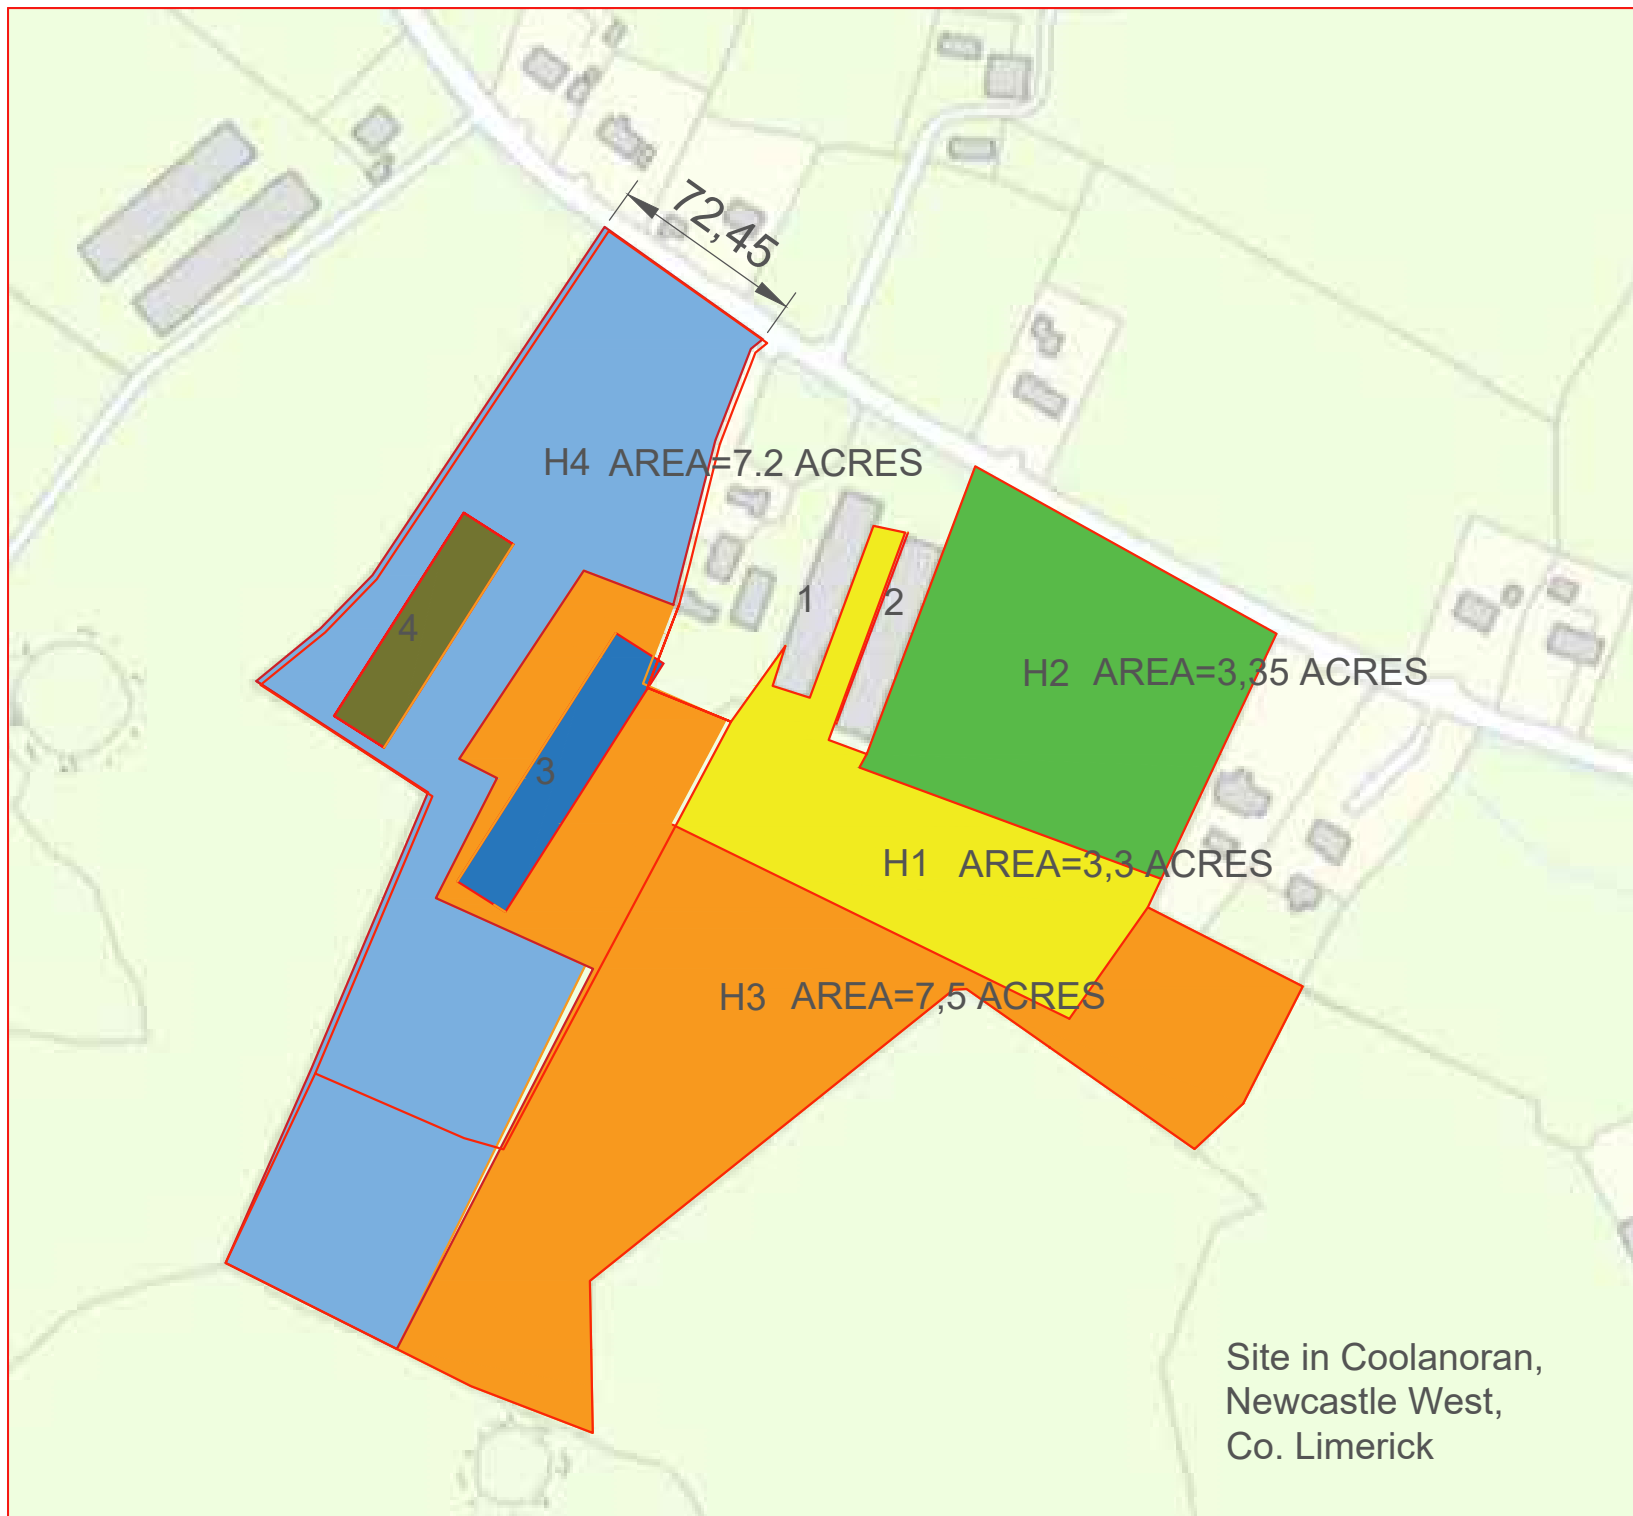 72,45
H4 AREA=7.2 ACRES
1
2
4
H2 AREA=3,35 ACRES
3
H1 AREA=3,3 ACRES
H3 AREA=7,5 ACRES
Site in Coolanoran,
Newcastle West,
Co. Limerick